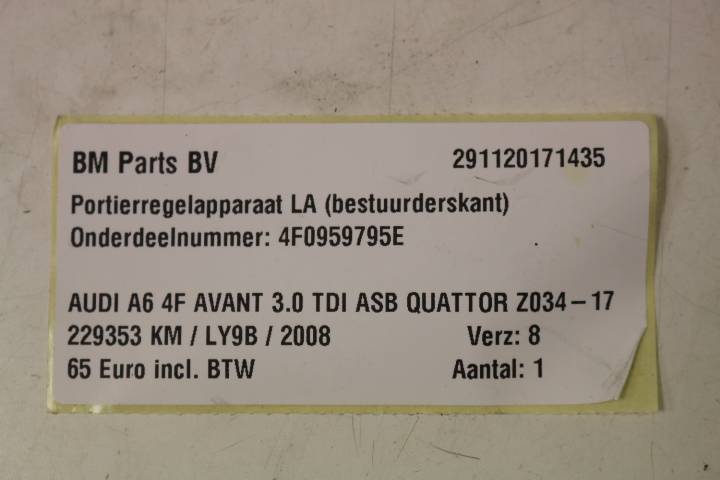 BM Parts BV 291120171435
Portierregelapparaat LA (bestuurderskant)
Onderdeelnummer: 4F0959795E
AUDI A6 4F AVANT 3.0 TDI ASB QUATTOR Z034-17
229353 KM / LY9B / 2008 Verz: 8
65 Euro incl. BTW Aantal: 1